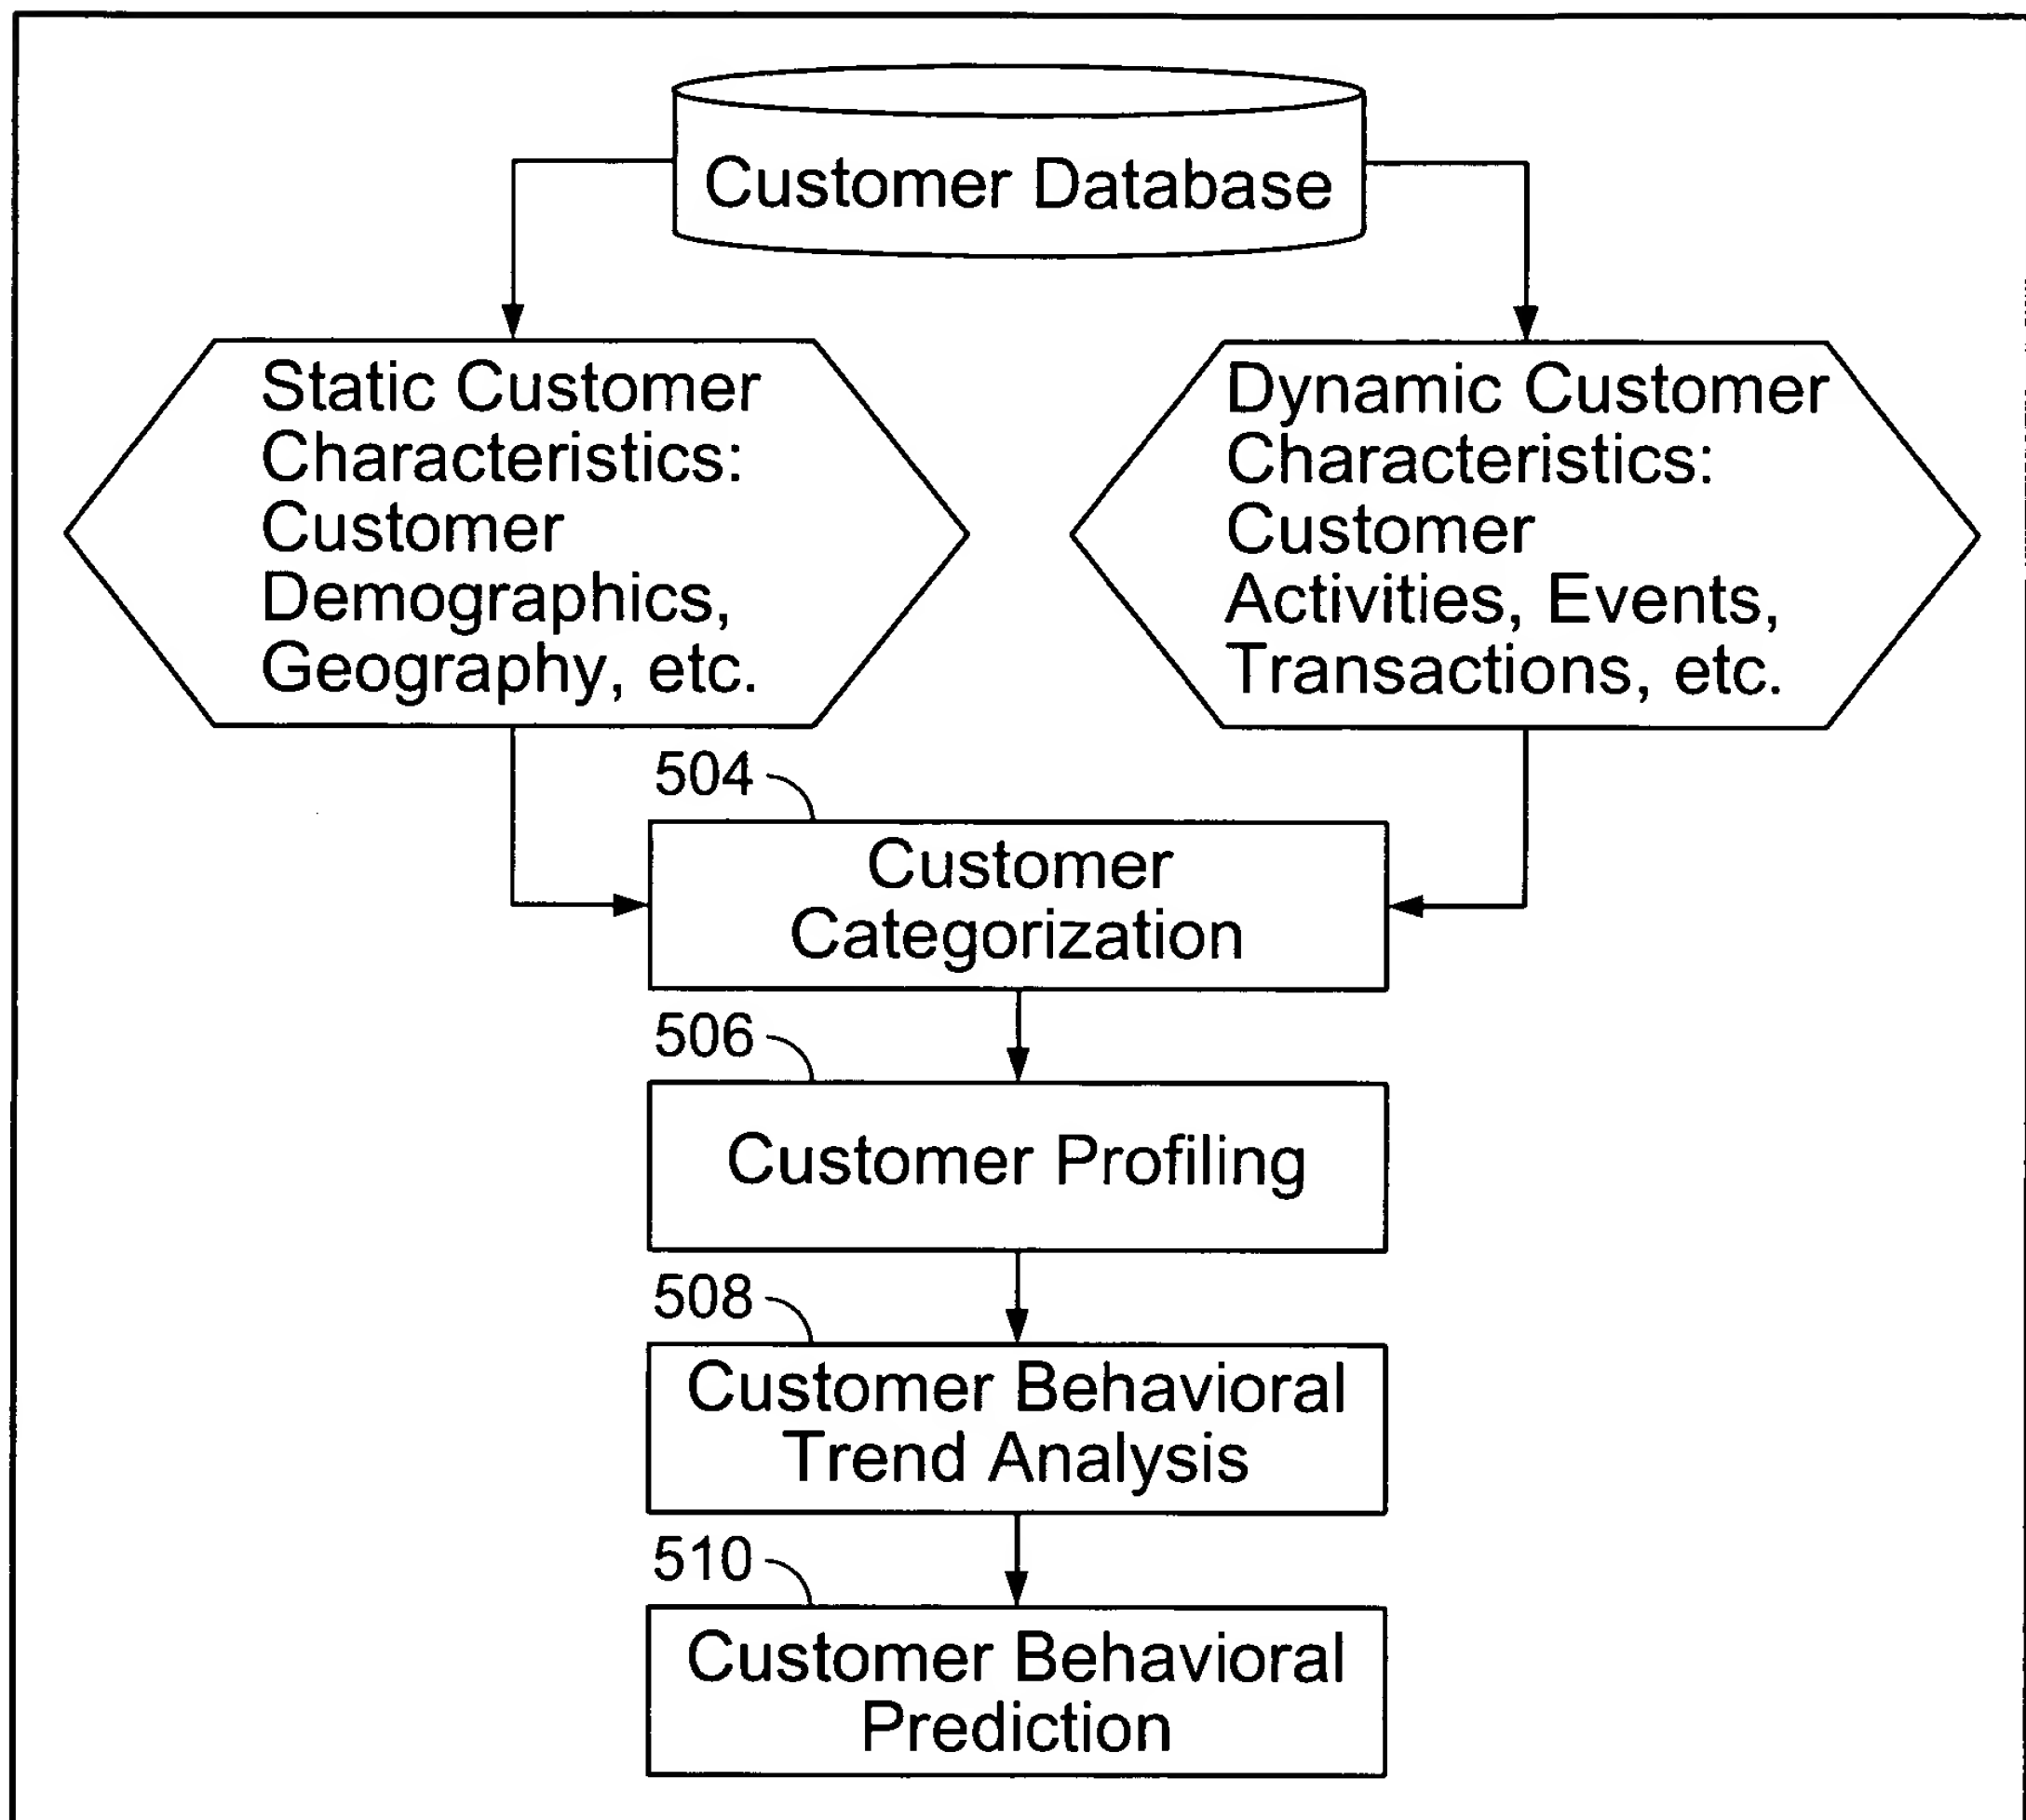 Customer Database
Static Customer
Characteristics:
Customer
Demographics,
Geography, etc.
Dynamic Customer
Characteristics:
Customer
Activities, Events,
Transactions, etc.
504
Customer
Categorization
506
Customer Profiling
508
Customer Behavioral
Trend Analysis
510
Customer Behavioral
Prediction